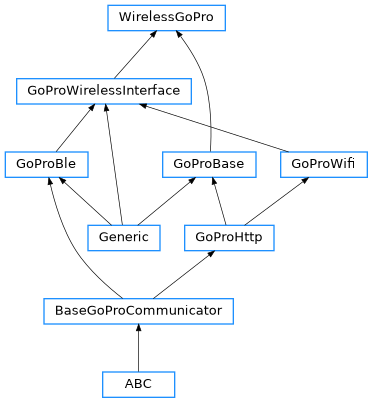 WirelessGoPro
GoProWirelessInterface
GoProBle
GoProBase
GoProWifi
Generic
GoProHttp
BaseGoProCommunicator
ABC